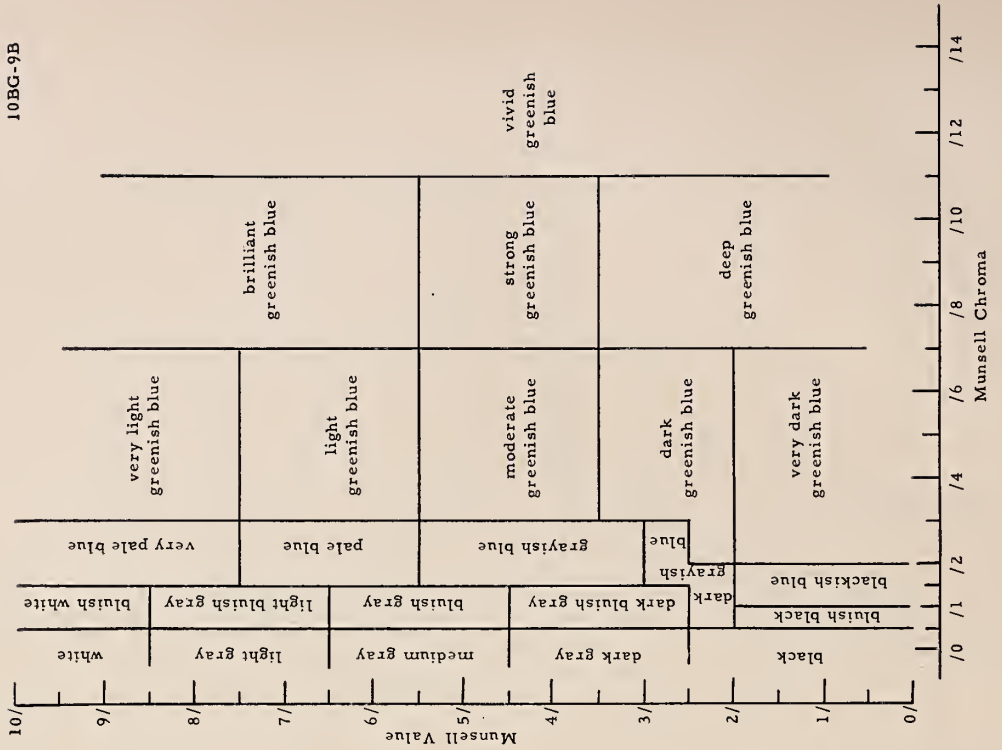 10BG-9B
10/
9/
8/
7/
6/
5/
4/
3/
2/
1/
0/
Munsell Value
white
light gray
medium gray
dark gray
black
bluish white
light bluish gray
bluish gray
dark bluish gray
bluish black
very pale blue
pale blue
grayish blue
dark
grayish
blue
blackish blue
very light
greenish blue
light
greenish blue
moderate
greenish blue
dark
greenish blue
very dark
greenish blue
brilliant
greenish blue
strong
greenish blue
deep
greenish blue
vivid
greenish
blue
/0
/1
/2
/4
/6
/8
/10
/12
/14
Munsell Chroma